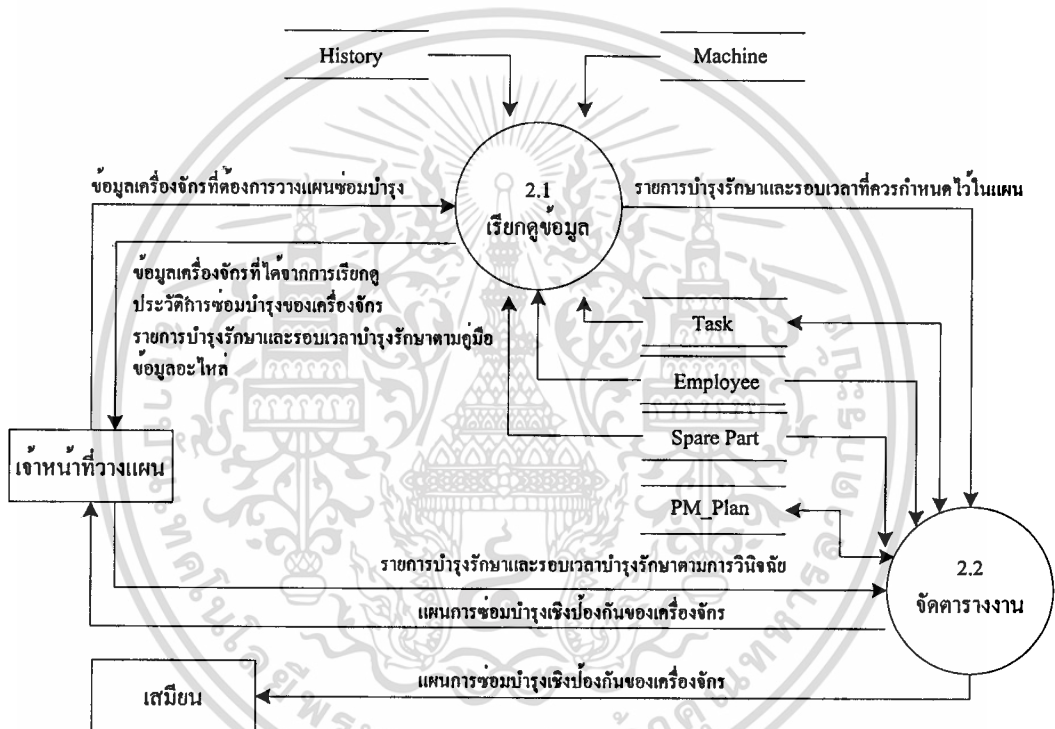 History
Machine
ข้อมูลเครื่องจักรที่ต้องการวางแผนซ่อมบำรุง
2.1
เรียกดูข้อมูล
รายการบำรุงรักษาและรอบเวลาที่ควรกำหนดไว้ในแผน
ข้อมูลเครื่องจักรที่ได้จากการเรียกดู
ประวัติการซ่อมบำรุงของเครื่องจักร
รายการบำรุงรักษาและรอบเวลาบำรุงรักษาตามคู่มือ
ข้อมูลอะไหล่
Task
Employee
Spare Part
PM_Plan
เจ้าหน้าที่วางแผน
รายการบำรุงรักษาและรอบเวลาบำรุงรักษาตามการวินิจฉัย
แผนการซ่อมบำรุงเชิงป้องกันของเครื่องจักร
2.2
จัดตารางงาน
แผนการซ่อมบำรุงเชิงป้องกันของเครื่องจักร
เสมียน